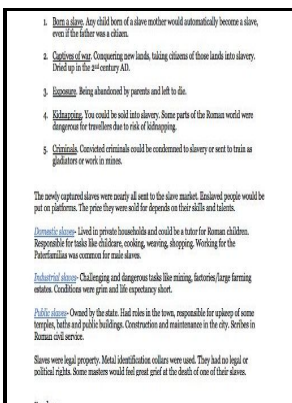 1. Born a slave. Any child born of a slave mother would automatically become a slave,
even if the father was a citizen.
2. Captives of war. Conquering new lands, taking citizens of those lands into slavery.
Dried up in the 2nd century AD.
3. Exposure. Being abandoned by parents and left to die.
4. Kidnapping. You could be sold into slavery. Some parts of the Roman world were
dangerous for travellers due to risk of kidnapping.
5. Criminals. Convicted criminals could be condemned to slavery or sent to train as
gladiators or work in mines.
The newly captured slaves were nearly all sent to the slave market. Enslaved people would be
put on platforms. The price they were sold for depends on their skills and talents.
Domestic slaves- Lived in private households and could be a tutor for Roman children.
Responsible for tasks like childcare, cooking, weaving, shopping. Working for the
Paterfamilias was common for male slaves.
Industrial slaves- Challenging and dangerous tasks like mining, factories/large farming
estates. Conditions were grim and life expectancy short.
Public slaves- Owned by the state. Had roles in the town, responsible for upkeep of some
temples, baths and public buildings. Construction and maintenance in the city. Scribes in
Roman civil service.
Slaves were legal property. Metal identification collars were used. They had no legal or
political rights. Some masters would feel great grief at the death of one of their slaves.